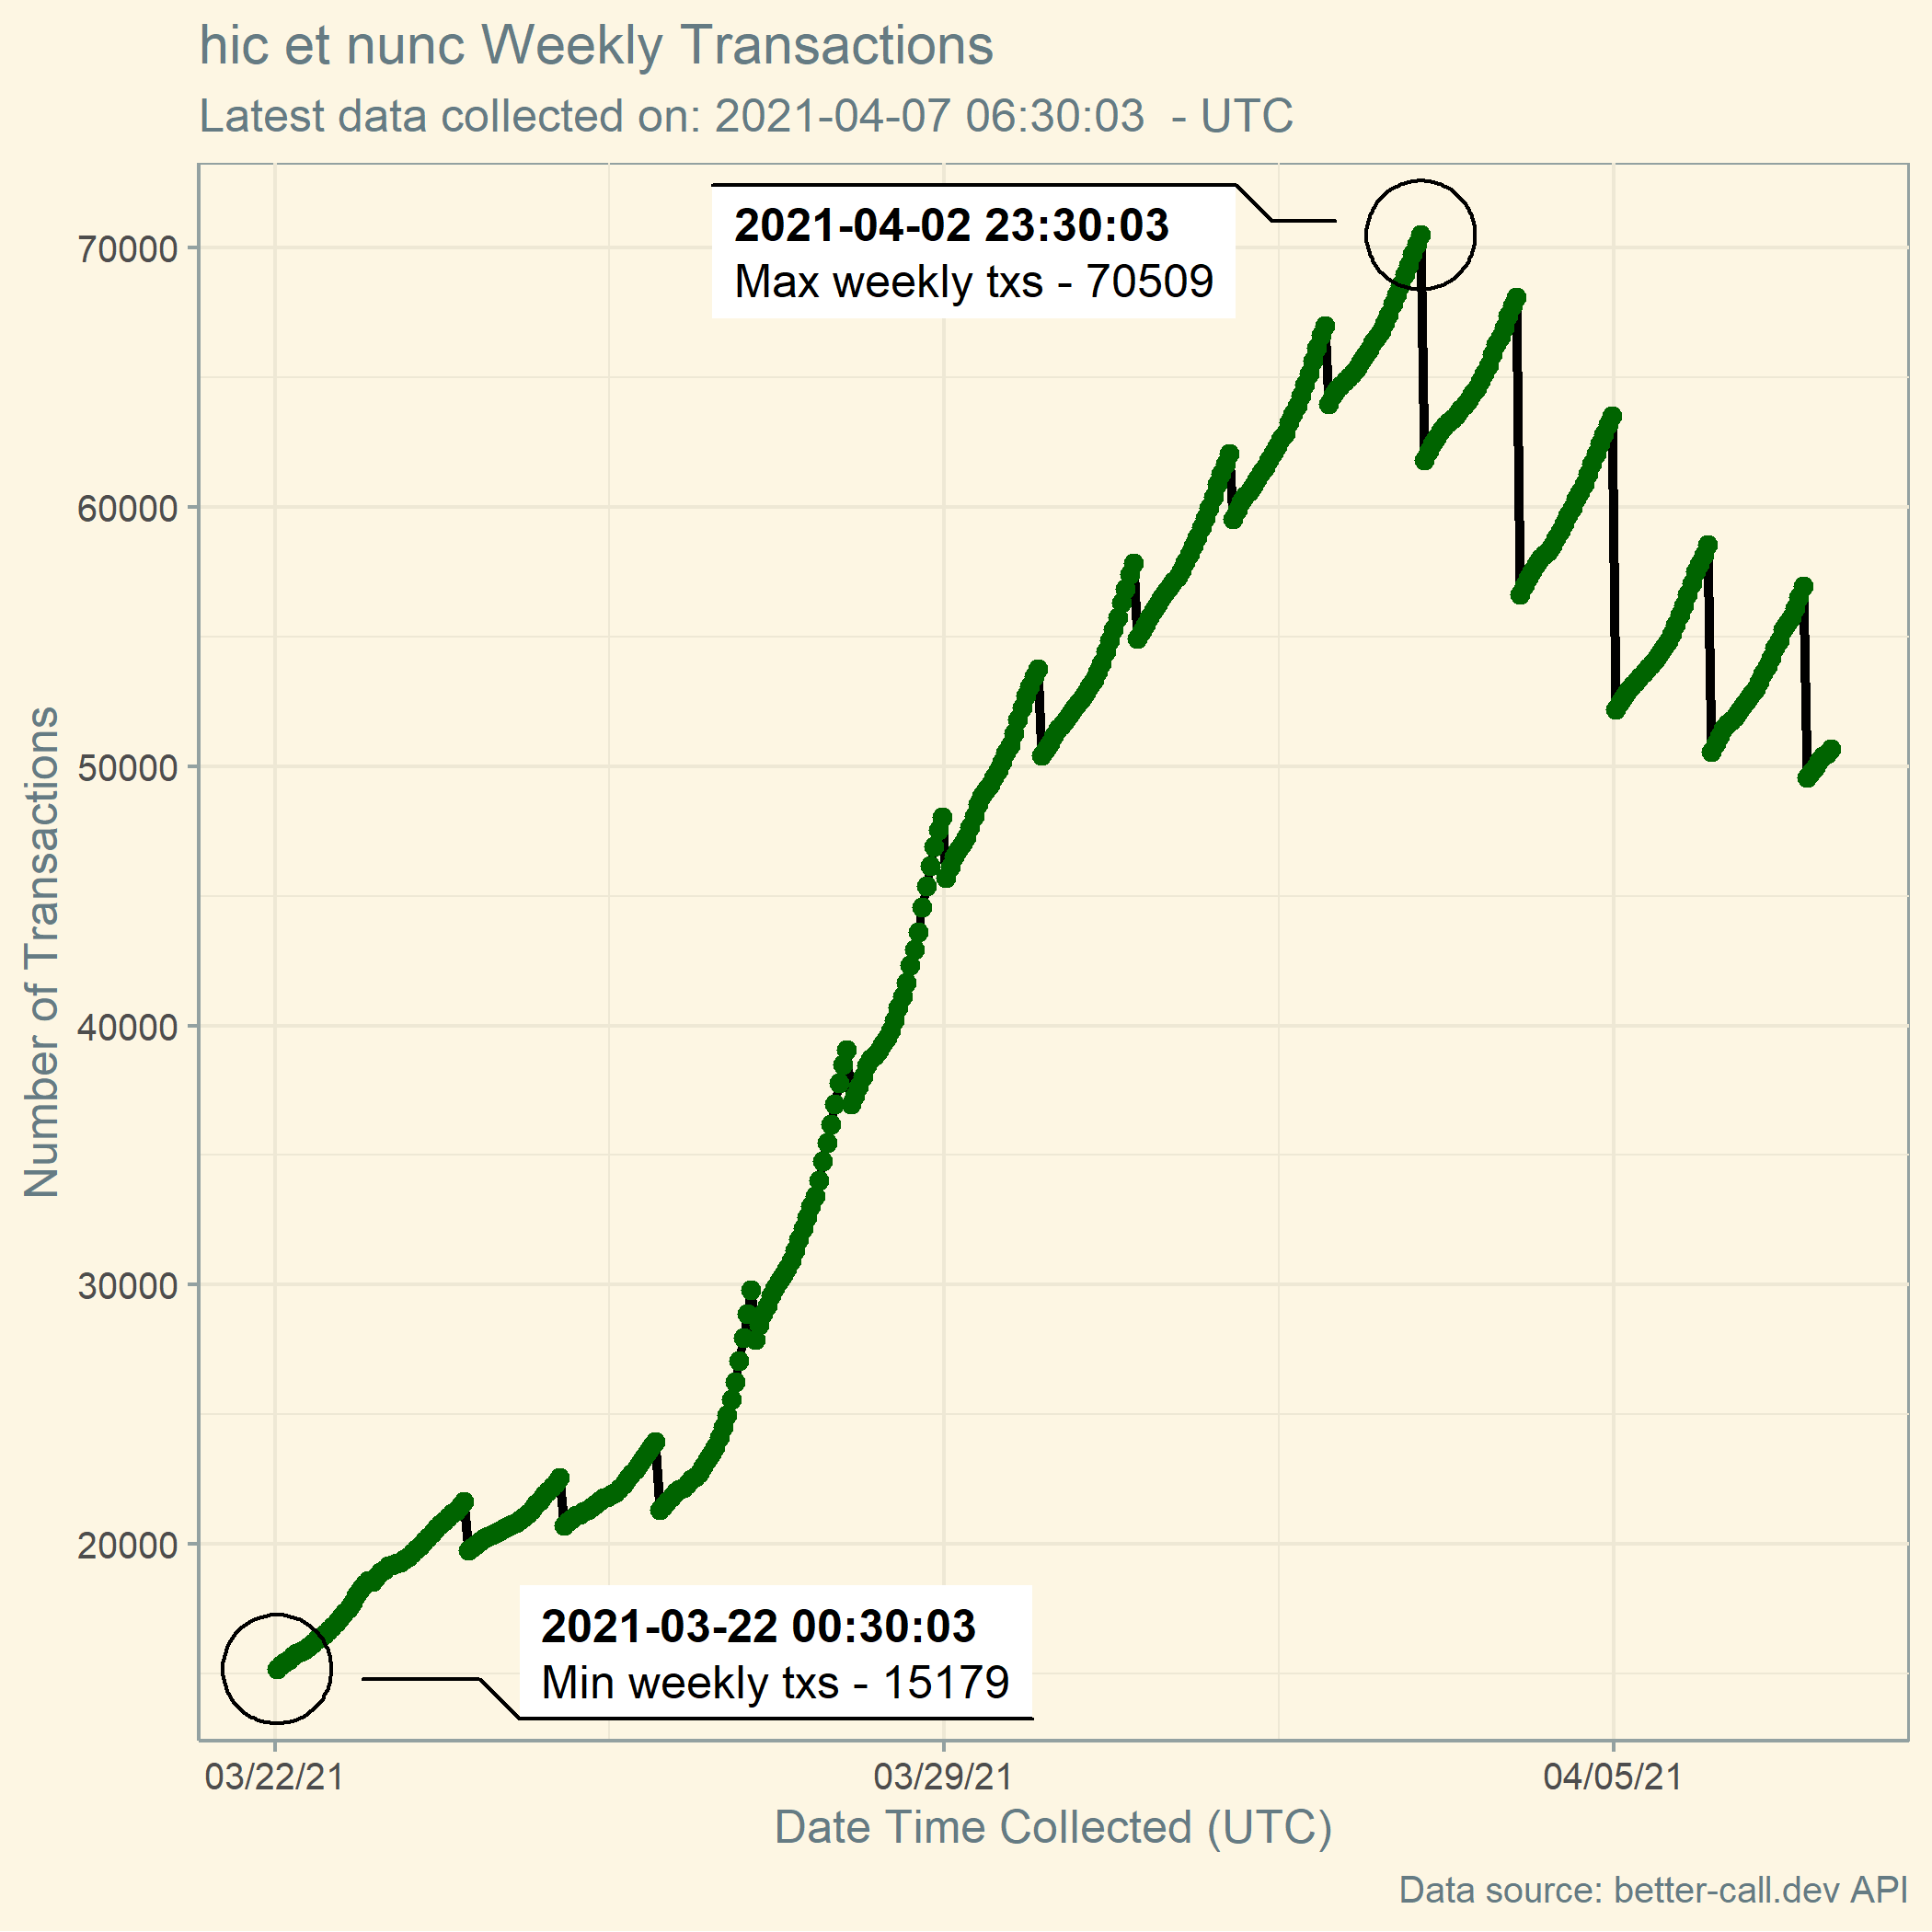 hic et nunc Weekly Transactions
Latest data collected on: 2021-04-07 06:30:03  - UTC
2021-04-02 23:30:03
Max weekly txs - 70509
70000
60000
50000
40000
30000
20000
Number of Transactions
2021-03-22 00:30:03
Min weekly txs - 15179
03/22/21
03/29/21
04/05/21
Date Time Collected (UTC)
Data source: better-call.dev API